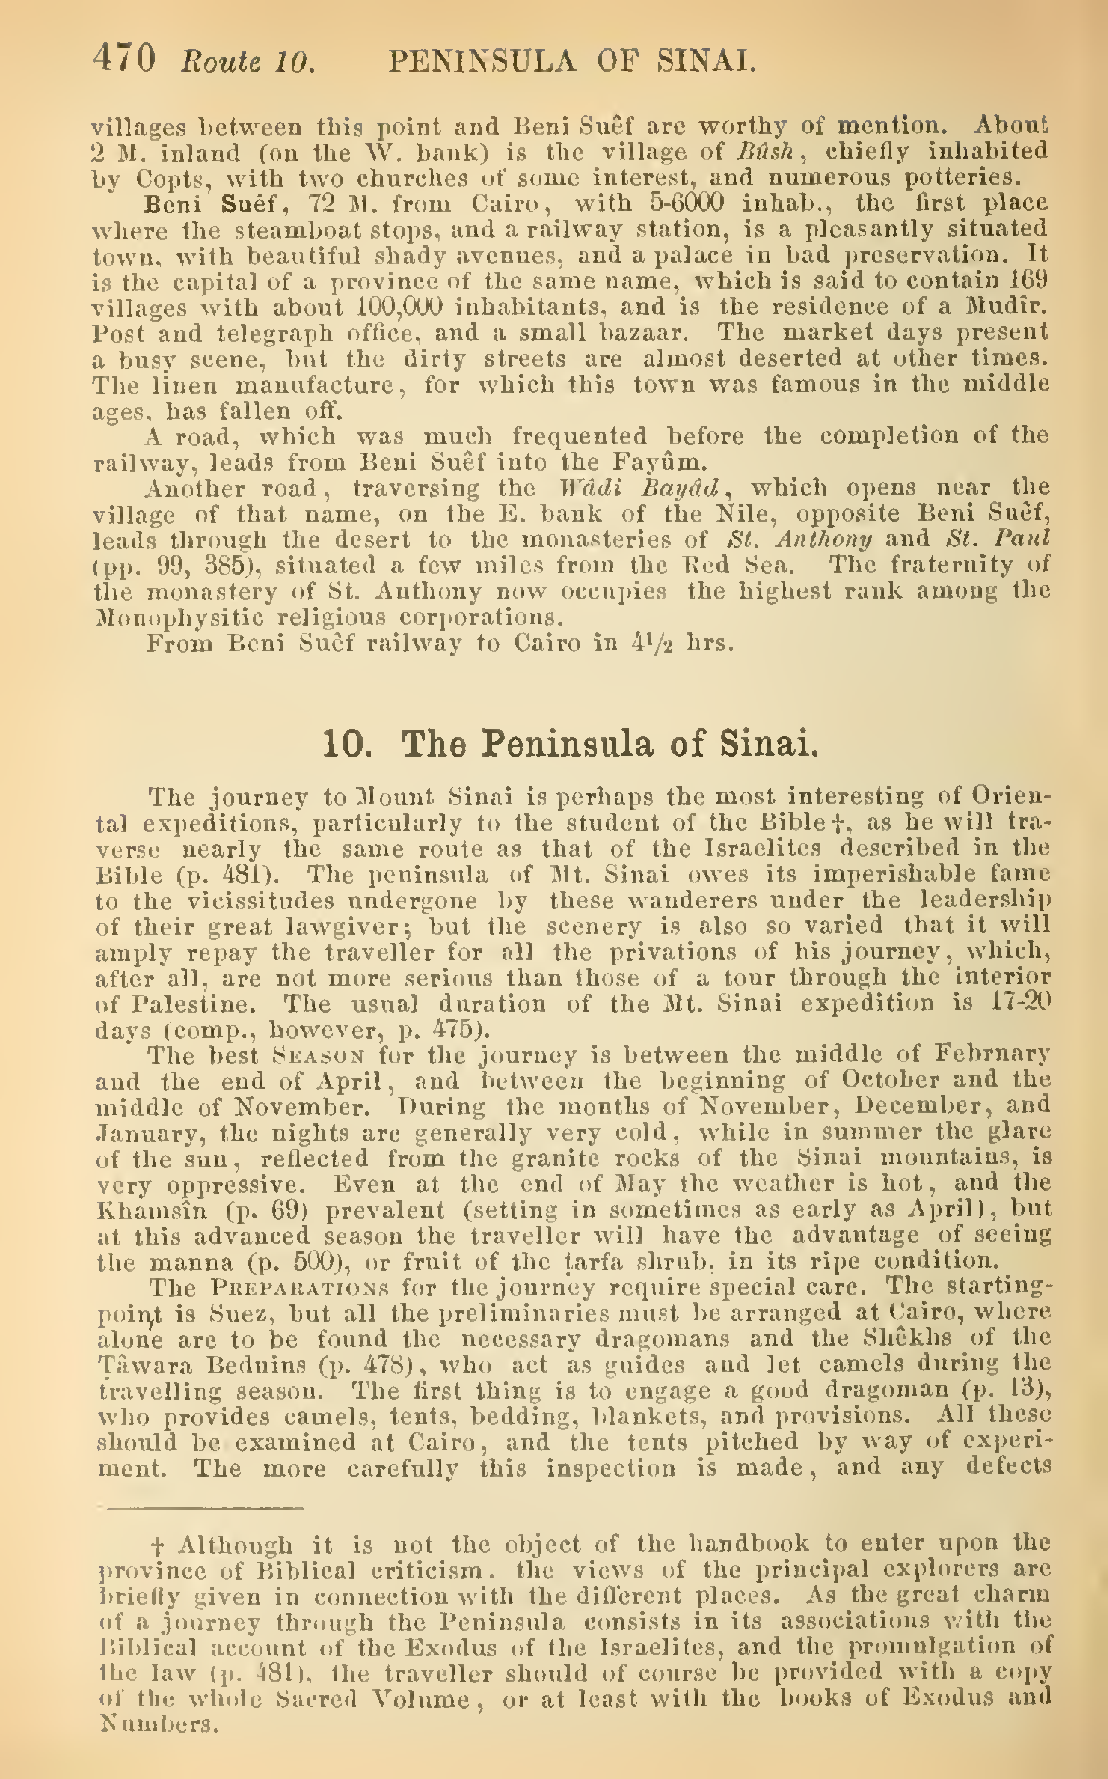 470 Route 10. PENINSULA OF SINAI.
villages between this point and Beni Suêf are worthy of mention. About
2 M. inland (on the W. bank) is the village of Bûsh, chiefly inhabited
by Copts, with two churches of some interest, and numerous potteries.
Beni Suêf, 72 M. from Cairo, with 5-6000 inhab., the first place
where the steamboat stops, and a railway station, is a pleasantly situated
town, with beautiful shady avenues, and a palace in bad preservation. It
is the capital of a province of the same name, which is said to contain 169
villages with about 100,000 inhabitants, and is the residence of a Mudîr.
Post and telegraph office, and a small bazaar. The market days present
a busy scene, but the dirty streets are almost deserted at other times.
The linen manufacture, for which this town was famous in the middle
ages, has fallen off.
A road, which was much frequented before the completion of the
railway, leads from Beni Suêf into the Fayûm.
Another road, traversing the Wâdi Bayâd, which opens near the
village of that name, on the E. bank of the Nile, opposite Beni Suêf,
leads through the desert to the monasteries of St. Anthony and St. Paul
(pp. 99, 385), situated a few miles from the Red Sea. The fraternity of
the monastery of St. Anthony now occupies the highest rank among the
Monophysitic religious corporations.
From Beni Suêf railway to Cairo in 4 1/2 hrs.
10. The Peninsula of Sinai.
The journey to Mount Sinai is perhaps the most interesting of Orien-
tal expeditions, particularly to the student of the Bible†, as he will tra-
verse nearly the same route as that of the Israelites described in the
Bible (p. 481). The peninsula of Mt. Sinai owes its imperishable fame
to the vicissitudes undergone by these wanderers under the leadership
of their great lawgiver; but the scenery is also so varied that it will
amply repay the traveller for all the privations of his journey, which,
after all, are not more serious than those of a tour through the interior
of Palestine. The usual duration of the Mt. Sinai expedition is 17-20
days (comp., however, p. 475).
The best SEASON for the journey is between the middle of February
and the end of April, and between the beginning of October and the
middle of November. During the months of November, December, and
January, the nights are generally very cold, while in summer the glare
of the sun, reflected from the granite rocks of the Sinai mountains, is
very oppressive. Even at the end of May the weather is hot, and the
Khamsîn (p. 69) prevalent (setting in sometimes as early as April), but
at this advanced season the traveller will have the advantage of seeing
the manna (p. 500), or fruit of the ṭarfa shrub, in its ripe condition.
The PREPARATIONS for the journey require special care. The starting-
point is Suez, but all the preliminaries must be arranged at Cairo, where
alone are to be found the necessary dragomans and the Shêkhs of the
Ṭâwara Beduins (p. 478), who act as guides and let camels during the
travelling season. The first thing is to engage a good dragoman (p. 13),
who provides camels, tents, bedding, blankets, and provisions. All these
should be examined at Cairo, and the tents pitched by way of experi-
ment. The more carefully this inspection is made, and any defects
† Although it is not the object of the handbook to enter upon the
province of Biblical criticism, the views of the principal explorers are
briefly given in connection with the different places. As the great charm
of a journey through the Peninsula consists in its associations with the
Biblical account of the Exodus of the Israelites, and the promulgation of
the law (p. 481), the traveller should of course be provided with a copy
of the whole Sacred Volume, or at least with the books of Exodus and
Numbers.